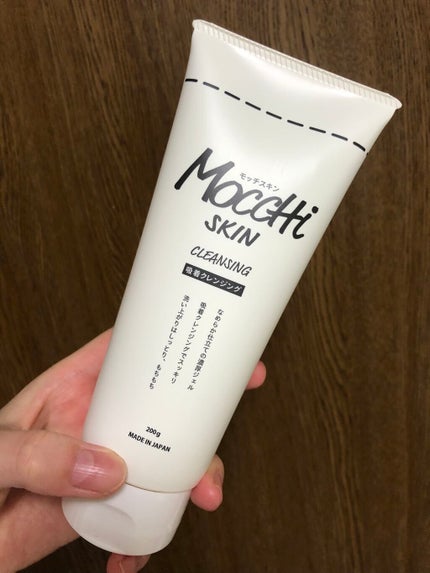 モッチスキン
MOCCHi
SKIN
CLEANSING
吸着クレンジング
なめらか仕立ての濃厚ジェル
吸着クレンジングでスッキリ
洗い上がりはしっとり、もちもち
200g
MADE IN JAPAN